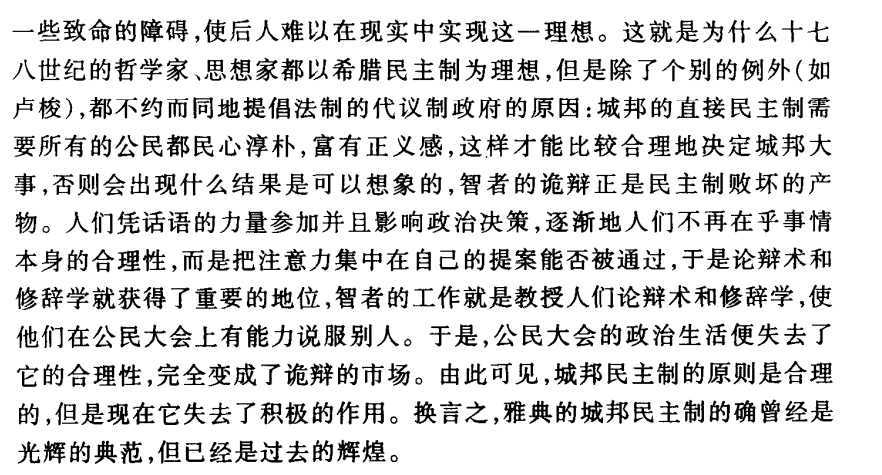 一些致命的障碍,使后人难以在现实中实现这一理想。这就是为什么十七
八世纪的哲学家、思想家都以希腊民主制为理想,但是除了个别的例外(如
卢梭),都不约而同地提倡法制的代议制政府的原因:城邦的直接民主制需
要所有的公民都民心淳朴,富有正义感,这样才能比较合理地决定城邦大
事,否则会出现什么结果是可以想象的,智者的诡辩正是民主制败坏的产
物。人们凭话语的力量参加并且影响政治决策,逐渐地人们不再在乎事情
本身的合理性,而是把注意力集中在自己的提案能否被通过,于是论辩术和
修辞学就获得了重要的地位,智者的工作就是教授人们论辩术和修辞学,使
他们在公民大会上有能力说服别人。于是,公民大会的政治生活便失去了
它的合理性,完全变成了诡辩的市场。由此可见,城邦民主制的原则是合理
的,但是现在它失去了积极的作用。换言之,雅典的城邦民主制的确曾经是
光辉的典范,但已经是过去的辉煌。